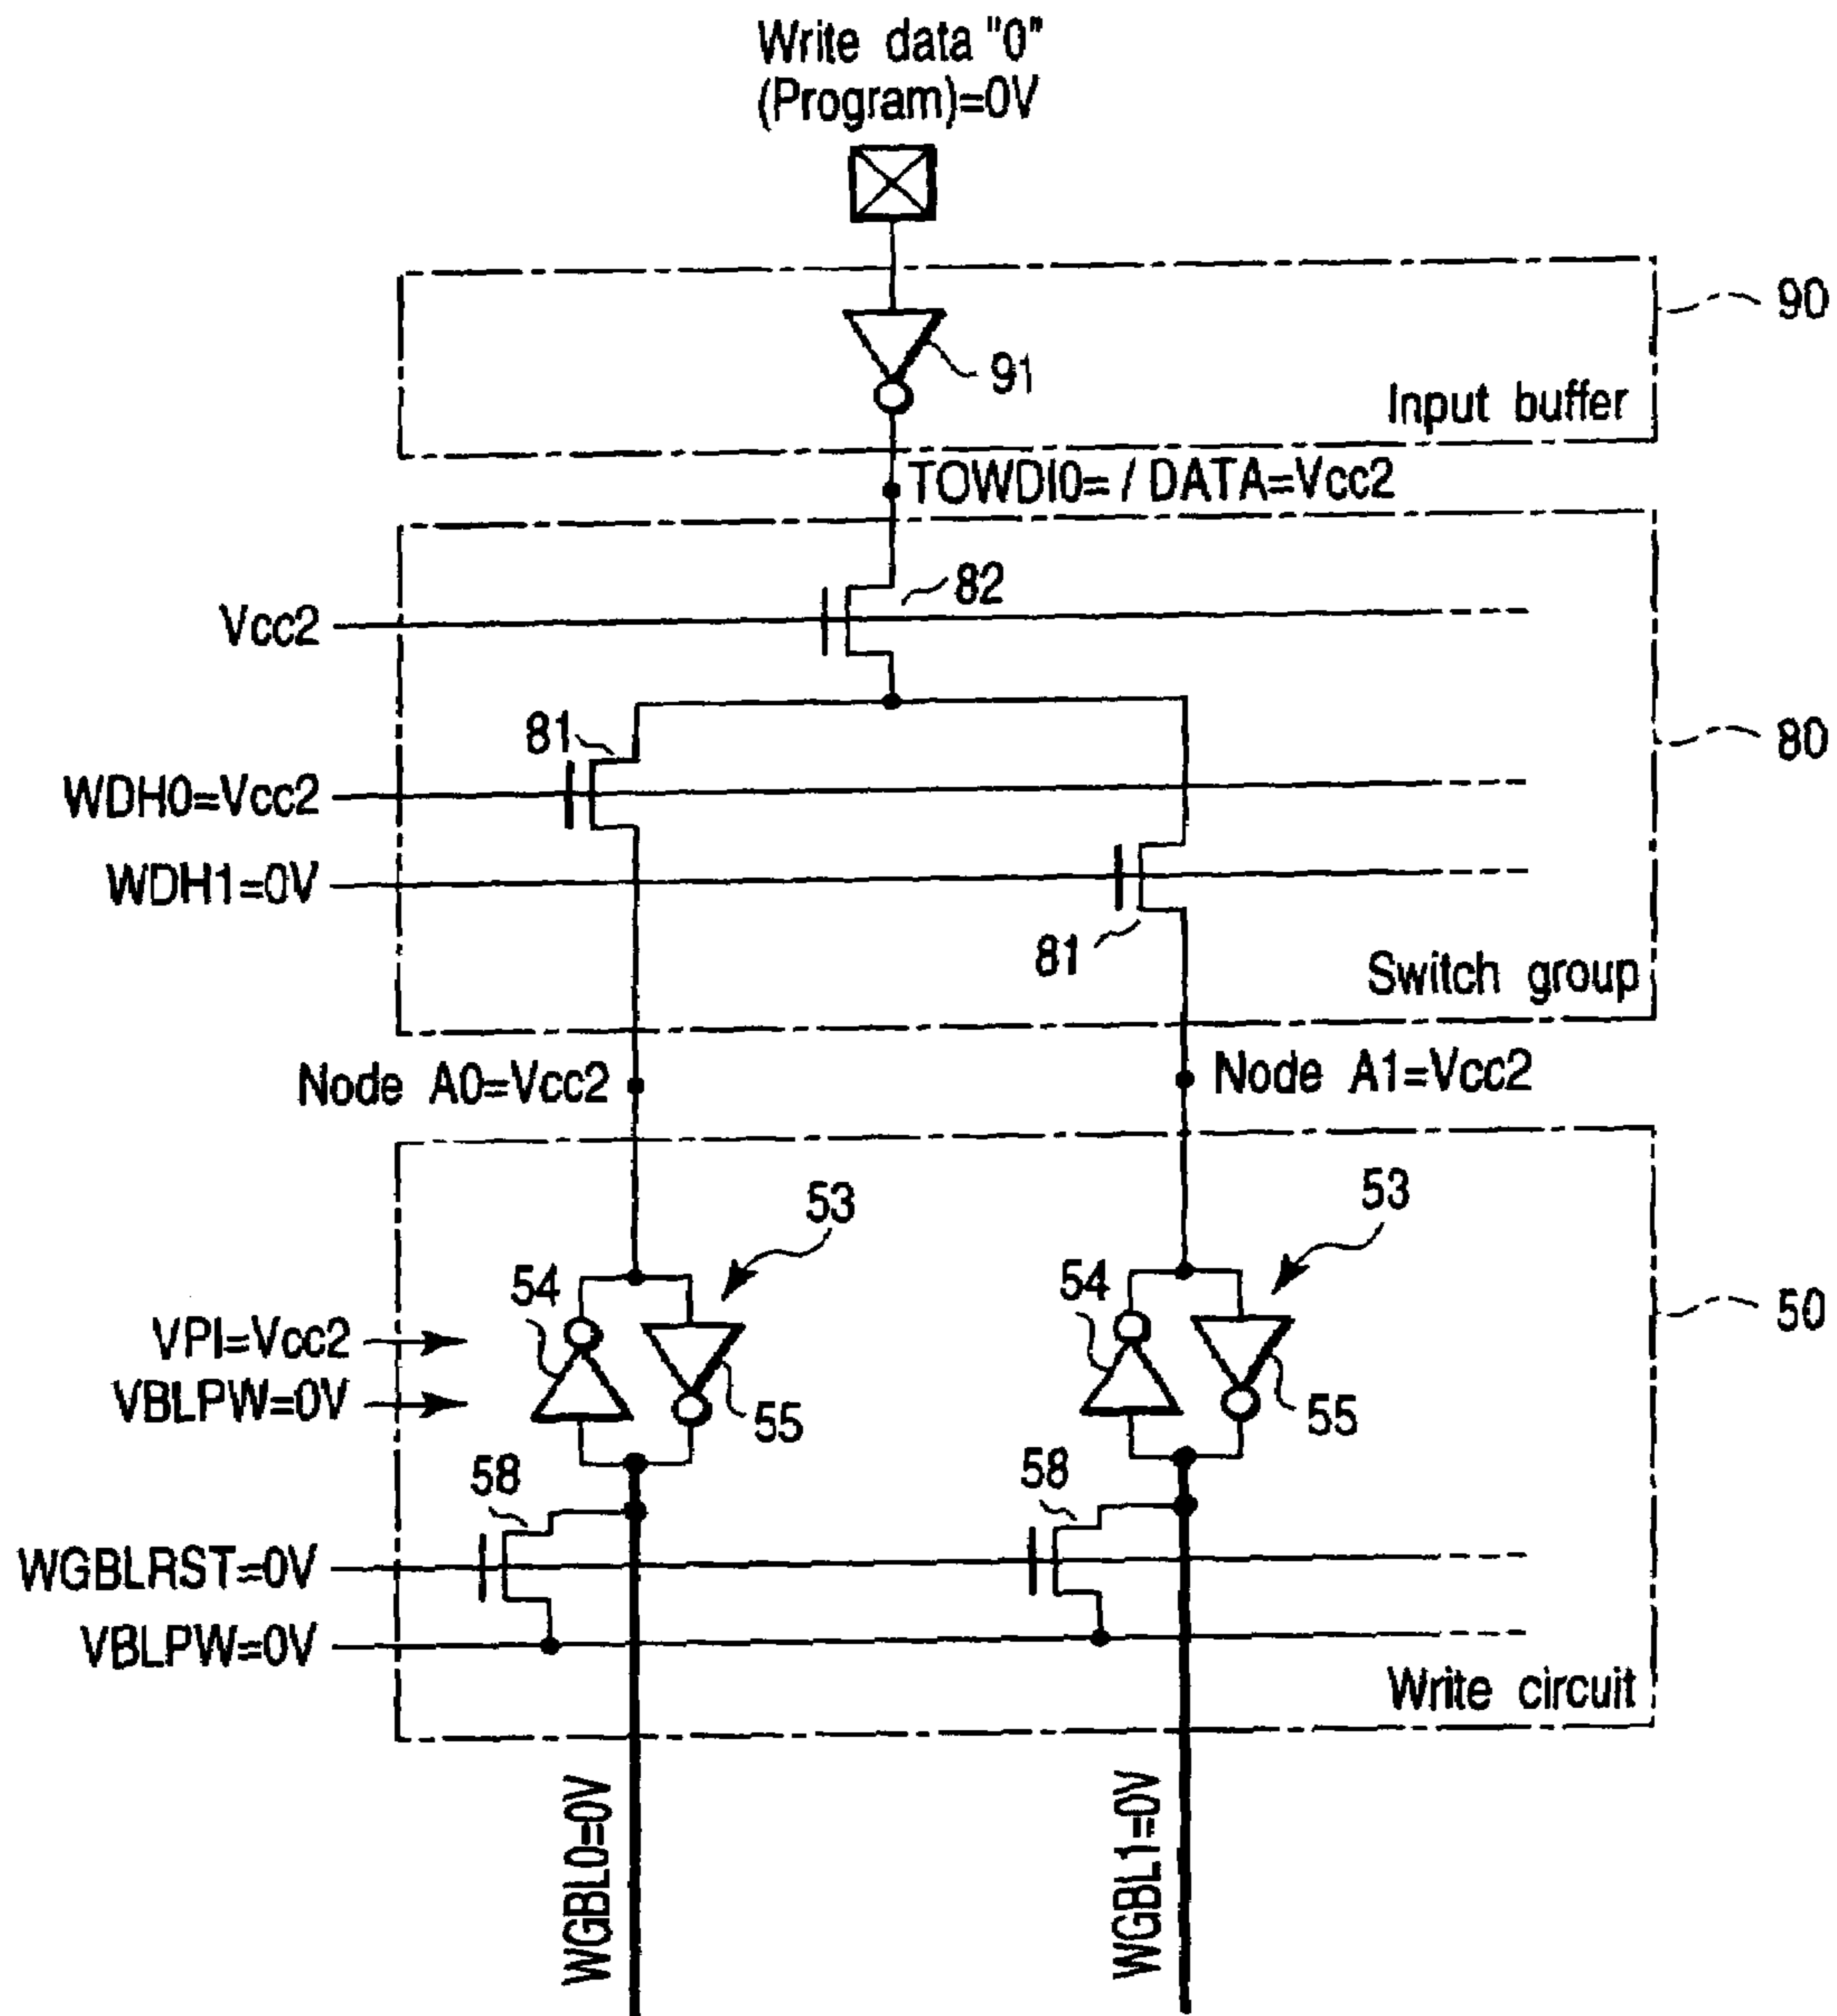 Write data "0"
(Program)=0V
90
91
Input buffer
TOWDI0= / DATA=Vcc2
82
Vcc2
81
80
WDH0=Vcc2
WDH1=0V
81
Switch group
Node A0=Vcc2
Node A1=Vcc2
53
53
54
54
50
VPI=Vcc2
VBLPW=0V
55
55
58
58
WGBLRST=0V
VBLPW=0V
Write circuit
WGBL0=0V
WGBL1=0V